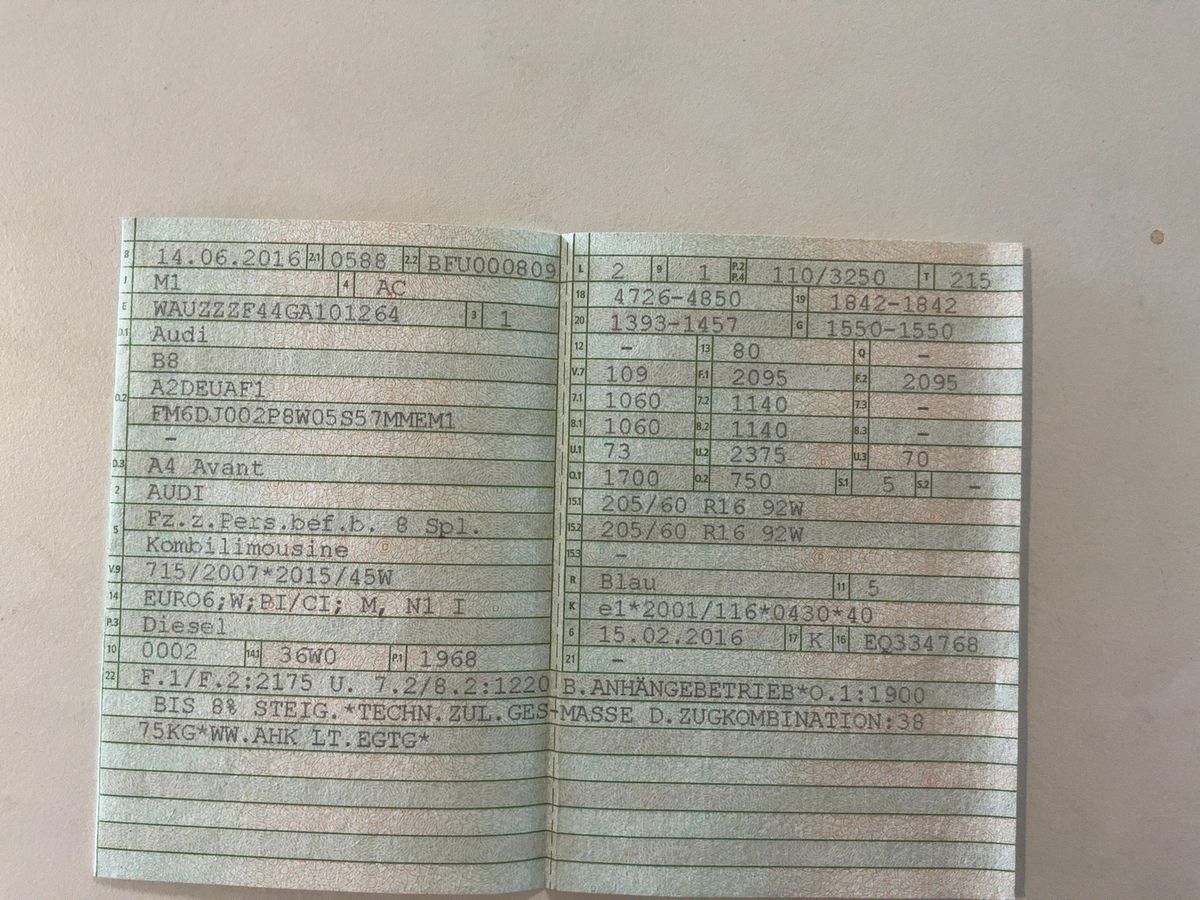 B 14.06.2016 2.1 0588 2.2 BFU000809
J M1 4 AC
E WAUZZZF44GA101264 3 1
D.1 Audi
B8
D.2 A2DEUAF1
FM6DJ002P8W05S57MMEM1
–
D.3 A4 Avant
2 AUDI
5 Fz.z.Pers.bef.b. 8 Spl.
Kombilimousine
V.9 715/2007*2015/45W
14 EURO6;W;PI/CI; M, N1 I
P.3 Diesel
10 0002 14.1 36W0 P.1 1968
L 2 9 1 P.2 P.4 110/3250 T 215
18 4726-4850 19 1842-1842
20 1393-1457 G 1550-1550
12 – 13 80 Q –
V.7 109 F.1 2095 F.2 2095
7.1 1060 7.2 1140 7.3 –
8.1 1060 8.2 1140 8.3 –
U.1 73 U.2 2375 U.3 70
O.1 1700 O.2 750 S.1 5 S.2 –
15.1 205/60 R16 92W
15.2 205/60 R16 92W
15.3 –
R Blau 11 5
K e1*2001/116*0430*40
6 15.02.2016 17 K 16 EQ334768
21 –
22 F.1/F.2:2175 U. 7.2/8.2:1220 B.ANHÄNGEBETRIEB*O.1:1900
BIS 8% STEIG.*TECHN.ZUL.GES-MASSE D.ZUGKOMBINATION:38
75KG*WW.AHK LT.EGTG*